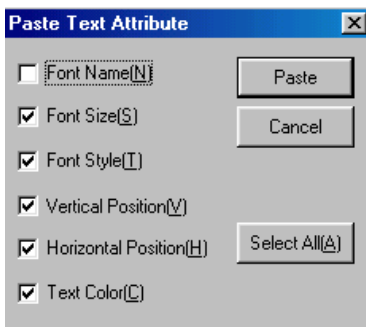 Paste Text Attribute
Font Name(N)
Paste
Font Size(S)
Cancel
Font Style(T)
Vertical Position(V)
Horizontal Position(H)
Select All(A)
Text Color(C)